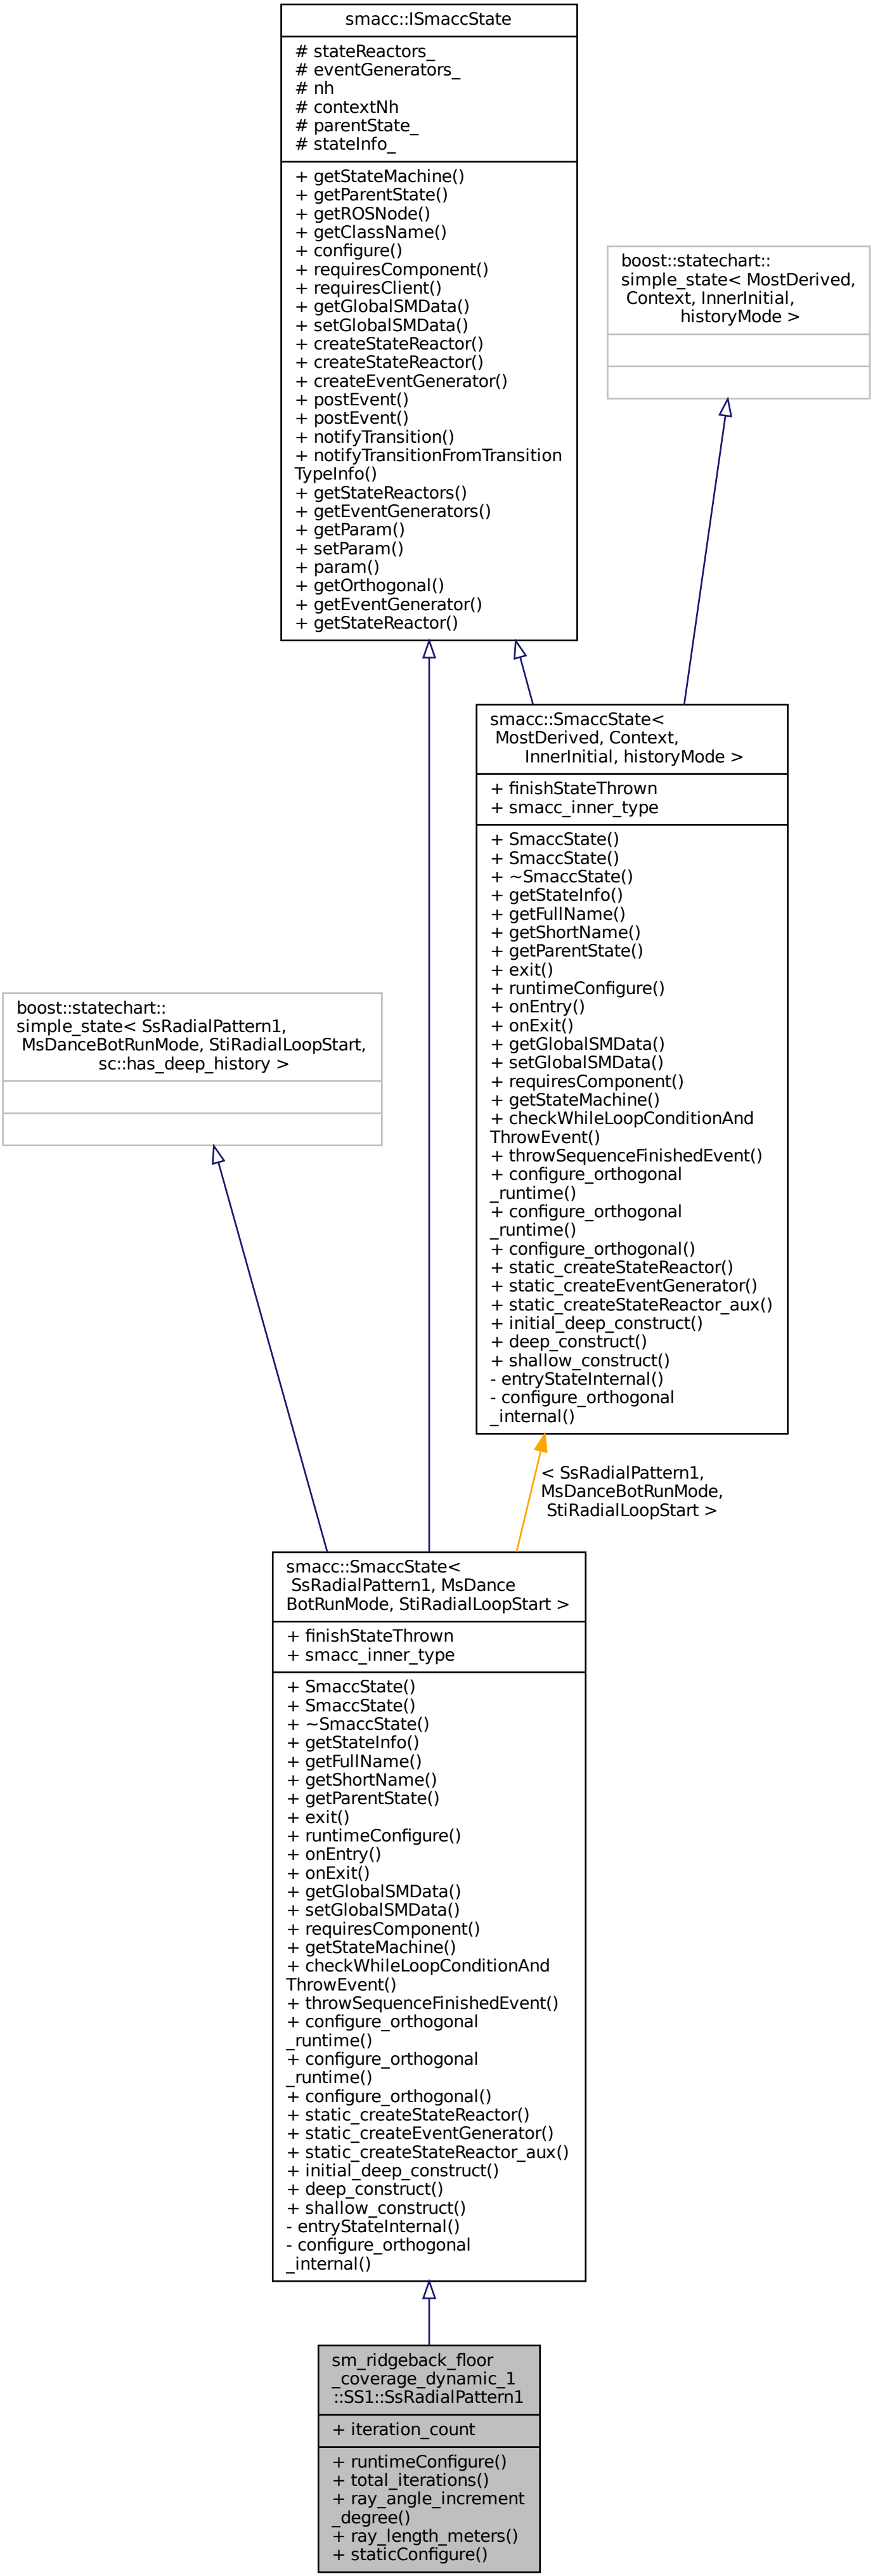 smacc::ISmaccState
# stateReactors_
# eventGenerators_
# nh
# contextNh
# parentState_
# stateInfo_
+ getStateMachine()
+ getParentState()
+ getROSNode()
+ getClassName()
+ configure()
+ requiresComponent()
+ requiresClient()
+ getGlobalSMData()
+ setGlobalSMData()
+ createStateReactor()
+ createStateReactor()
+ createEventGenerator()
+ postEvent()
+ postEvent()
+ notifyTransition()
+ notifyTransitionFromTransition
TypeInfo()
+ getStateReactors()
+ getEventGenerators()
+ getParam()
+ setParam()
+ param()
+ getOrthogonal()
+ getEventGenerator()
+ getStateReactor()
boost::statechart::
simple_state< MostDerived,
Context, InnerInitial,
historyMode >
smacc::SmaccState<
MostDerived, Context,
InnerInitial, historyMode >
+ finishStateThrown
+ smacc_inner_type
+ SmaccState()
+ SmaccState()
+ ~SmaccState()
+ getStateInfo()
+ getFullName()
+ getShortName()
+ getParentState()
+ exit()
+ runtimeConfigure()
+ onEntry()
+ onExit()
+ getGlobalSMData()
+ setGlobalSMData()
+ requiresComponent()
+ getStateMachine()
+ checkWhileLoopConditionAnd
ThrowEvent()
+ throwSequenceFinishedEvent()
+ configure_orthogonal
_runtime()
+ configure_orthogonal
_runtime()
+ configure_orthogonal()
+ static_createStateReactor()
+ static_createEventGenerator()
+ static_createStateReactor_aux()
+ initial_deep_construct()
+ deep_construct()
+ shallow_construct()
- entryStateInternal()
- configure_orthogonal
_internal()
boost::statechart::
simple_state< SsRadialPattern1,
MsDanceBotRunMode, StiRadialLoopStart,
sc::has_deep_history >
< SsRadialPattern1,
MsDanceBotRunMode,
StiRadialLoopStart >
smacc::SmaccState<
SsRadialPattern1, MsDance
BotRunMode, StiRadialLoopStart >
+ finishStateThrown
+ smacc_inner_type
+ SmaccState()
+ SmaccState()
+ ~SmaccState()
+ getStateInfo()
+ getFullName()
+ getShortName()
+ getParentState()
+ exit()
+ runtimeConfigure()
+ onEntry()
+ onExit()
+ getGlobalSMData()
+ setGlobalSMData()
+ requiresComponent()
+ getStateMachine()
+ checkWhileLoopConditionAnd
ThrowEvent()
+ throwSequenceFinishedEvent()
+ configure_orthogonal
_runtime()
+ configure_orthogonal
_runtime()
+ configure_orthogonal()
+ static_createStateReactor()
+ static_createEventGenerator()
+ static_createStateReactor_aux()
+ initial_deep_construct()
+ deep_construct()
+ shallow_construct()
- entryStateInternal()
- configure_orthogonal
_internal()
sm_ridgeback_floor
_coverage_dynamic_1
::SS1::SsRadialPattern1
+ iteration_count
+ runtimeConfigure()
+ total_iterations()
+ ray_angle_increment
_degree()
+ ray_length_meters()
+ staticConfigure()